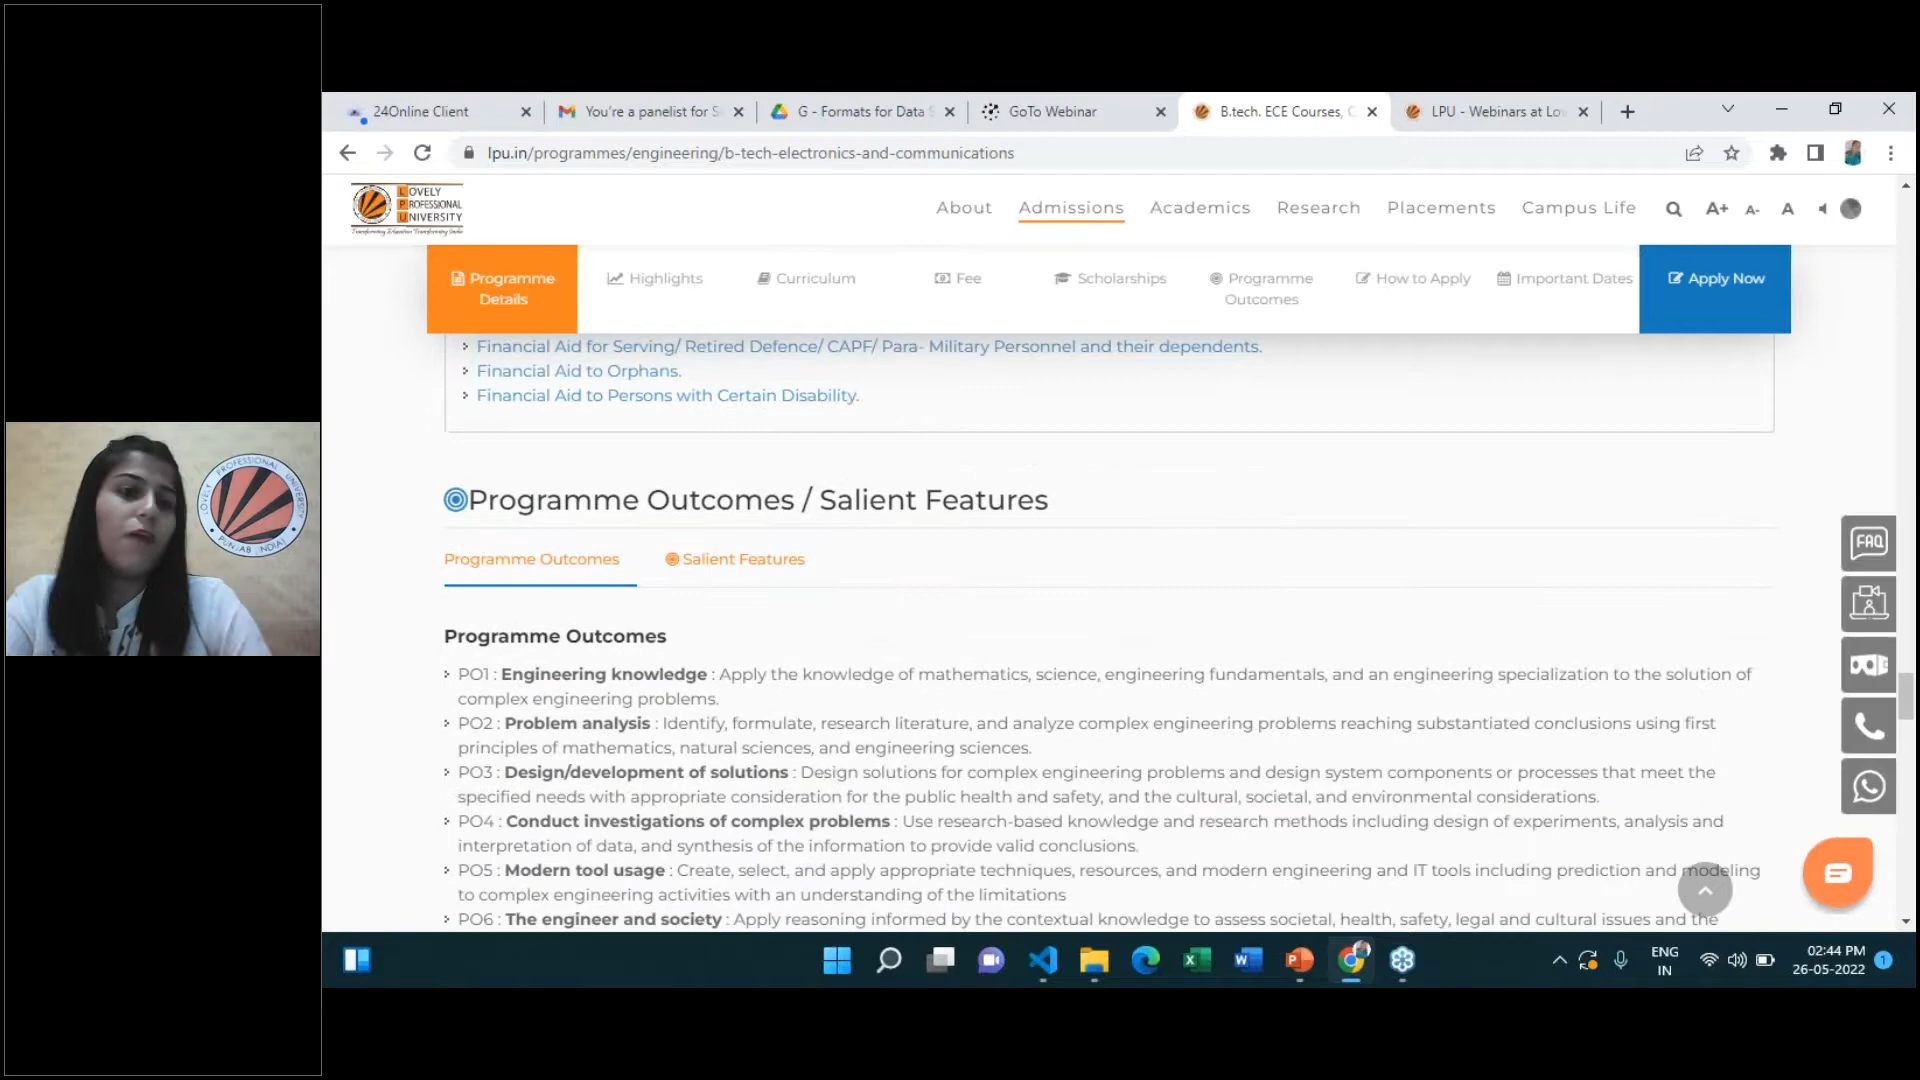 24Online Client
You're a panelist for S
G - Formats for Data S
GoTo Webinar
B.tech. ECE Courses, C
LPU - Webinars at Lov
lpu.in/programmes/engineering/b-tech-electronics-and-communications
LOVELY
PROFESSIONAL
UNIVERSITY
Transforming Education Transforming India
About
Admissions
Academics
Research
Placements
Campus Life
A+
A-
A
Programme
Details
Highlights
Curriculum
Fee
Scholarships
Programme
Outcomes
How to Apply
Important Dates
Apply Now
Financial Aid for Serving/ Retired Defence/ CAPF/ Para- Military Personnel and their dependents.
Financial Aid to Orphans.
Financial Aid to Persons with Certain Disability.
Programme Outcomes / Salient Features
Programme Outcomes
Salient Features
Programme Outcomes
PO1 : Engineering knowledge : Apply the knowledge of mathematics, science, engineering fundamentals, and an engineering specialization to the solution of
complex engineering problems.
PO2 : Problem analysis : Identify, formulate, research literature, and analyze complex engineering problems reaching substantiated conclusions using first
principles of mathematics, natural sciences, and engineering sciences.
PO3 : Design/development of solutions : Design solutions for complex engineering problems and design system components or processes that meet the
specified needs with appropriate consideration for the public health and safety, and the cultural, societal, and environmental considerations.
PO4 : Conduct investigations of complex problems : Use research-based knowledge and research methods including design of experiments, analysis and
interpretation of data, and synthesis of the information to provide valid conclusions.
PO5 : Modern tool usage : Create, select, and apply appropriate techniques, resources, and modern engineering and IT tools including prediction and modeling
to complex engineering activities with an understanding of the limitations
PO6 : The engineer and society : Apply reasoning informed by the contextual knowledge to assess societal, health, safety, legal and cultural issues and the
FAQ
LOVELY PROFESSIONAL UNIVERSITY
PUNJAB (INDIA)
ENG
IN
02:44 PM
26-05-2022
1